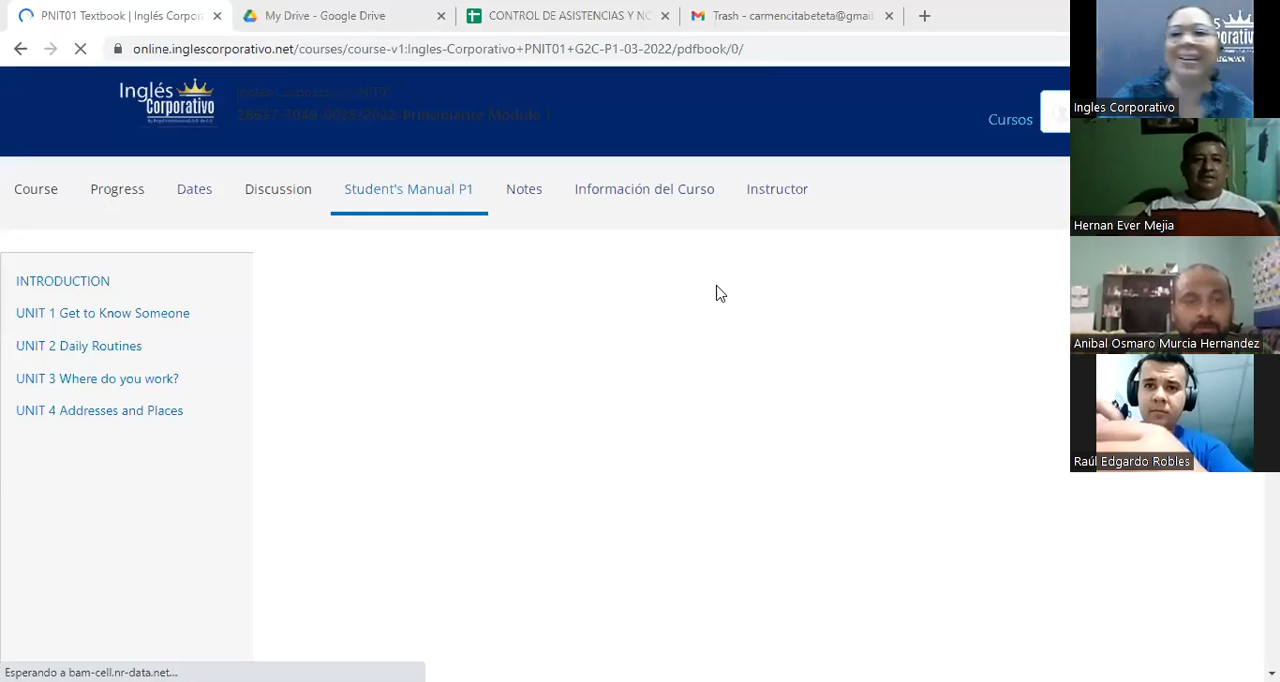 PNIT01 Textbook | Inglés Corpor
My Drive - Google Drive
CONTROL DE ASISTENCIAS Y NO
Trash - carmencitabeteta@gmail
online.inglescorporativo.net/courses/course-v1:Ingles-Corporativo+PNIT01+G2C-P1-03-2022/pdfbook/0/
Inglés
Corporativo
Cursos
Course
Progress
Dates
Discussion
Student's Manual P1
Notes
Información del Curso
Instructor
INTRODUCTION
UNIT 1 Get to Know Someone
UNIT 2 Daily Routines
UNIT 3 Where do you work?
UNIT 4 Addresses and Places
Esperando a bam-cell.nr-data.net...
Ingles Corporativo
Hernan Ever Mejia
Anibal Osmaro Murcia Hernandez
Raúl Edgardo Robles